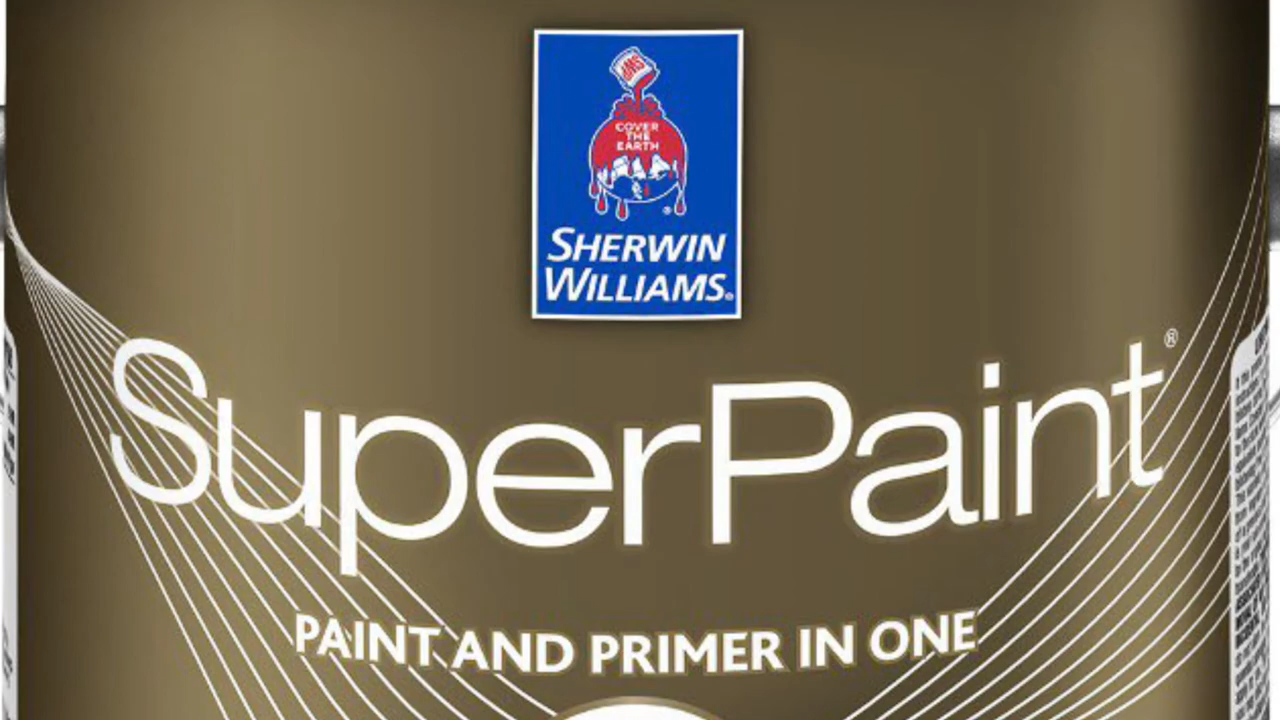 SWP
COVER
THE
EARTH
®
SHERWIN
WILLIAMS®
SuperPaint®
PAINT AND PRIMER IN ONE